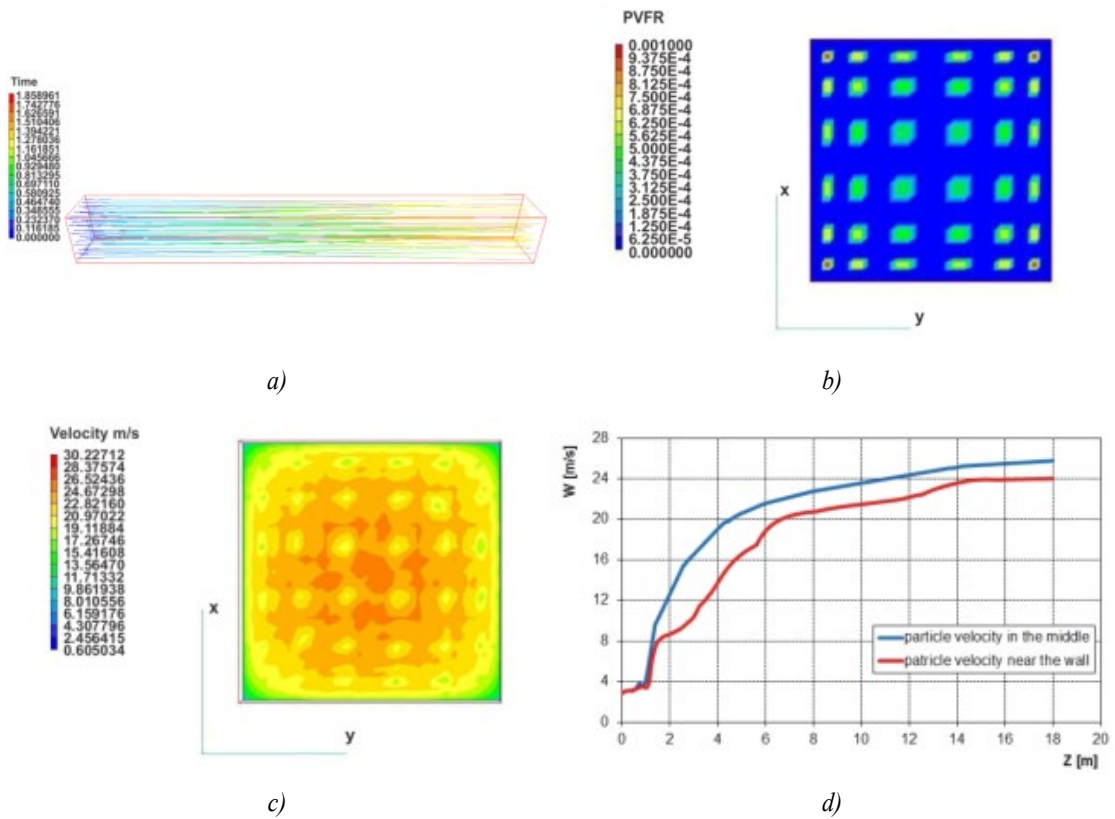 Time
1.858961
1.742776
1.626591
1.510406
1.394221
1.278036
1.161851
1.045666
0.929480
0.813295
0.697110
0.580925
0.464740
0.348555
0.232370
0.116185
0.000000
a)
PVFR
0.001000
9.375E-4
8.750E-4
8.125E-4
7.500E-4
6.875E-4
6.250E-4
5.625E-4
5.000E-4
4.375E-4
3.750E-4
3.125E-4
2.500E-4
1.875E-4
1.250E-4
6.250E-5
0.000000
x
y
b)
Velocity m/s
30.22712
28.37574
26.52436
24.67298
22.82160
20.97022
19.11884
17.26746
15.41608
13.56470
11.71332
9.861938
8.010556
6.159176
4.307796
2.456415
0.605034
x
y
c)
W [m/s]
28
24
20
16
12
8
4
0
0 2 4 6 8 10 12 14 16 18 20
Z [m]
particle velocity in the middle
patricle velocity near the wall
d)